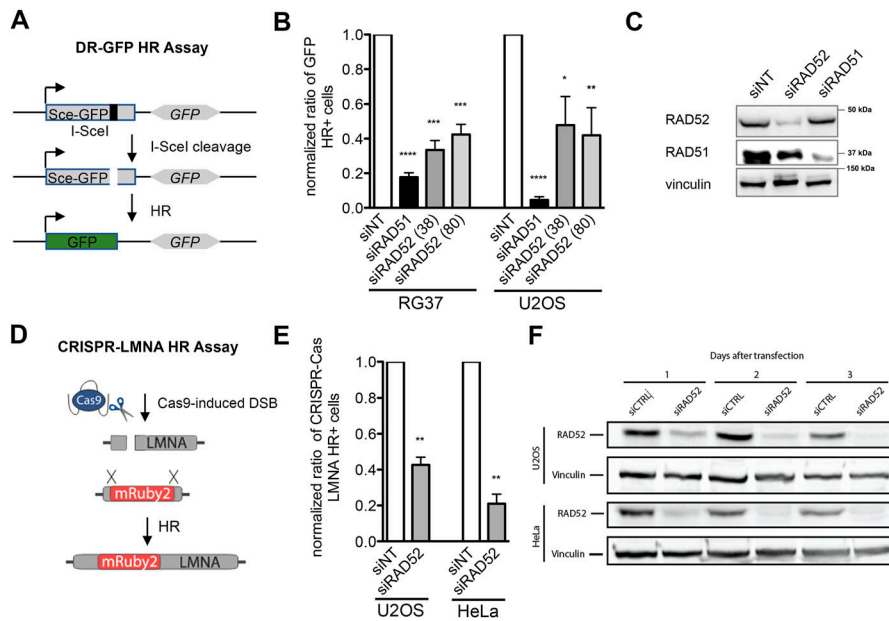 A
DR-GFP HR Assay
Sce-GFP
GFP
I-SceI
I-SceI cleavage
Sce-GFP
GFP
HR
GFP
GFP
B
normalized ratio of GFP
HR+ cells
1.0
0.8
0.6
0.4
0.2
0.0
****
***
***
****
*
**
siNT
siRAD51
siRAD52 (38)
siRAD52 (80)
siNT
siRAD51
siRAD52 (38)
siRAD52 (80)
RG37
U2OS
C
siNT
siRAD52
siRAD51
RAD52
50 kDa
RAD51
37 kDa
150 kDa
vinculin
D
CRISPR-LMNA HR Assay
Cas9
Cas9-induced DSB
LMNA
mRuby2
HR
mRuby2 LMNA
E
normalized ratio of CRISPR-Cas
LMNA HR+ cells
1.0
0.8
0.6
0.4
0.2
0.0
**
**
siNT
siRAD52
siNT
siRAD52
U2OS
HeLa
F
Days after transfection
1 2 3
siCTRL
siRAD52
siCTRL
siRAD52
siCTRL
siRAD52
U2OS
RAD52
Vinculin
HeLa
RAD52
Vinculin